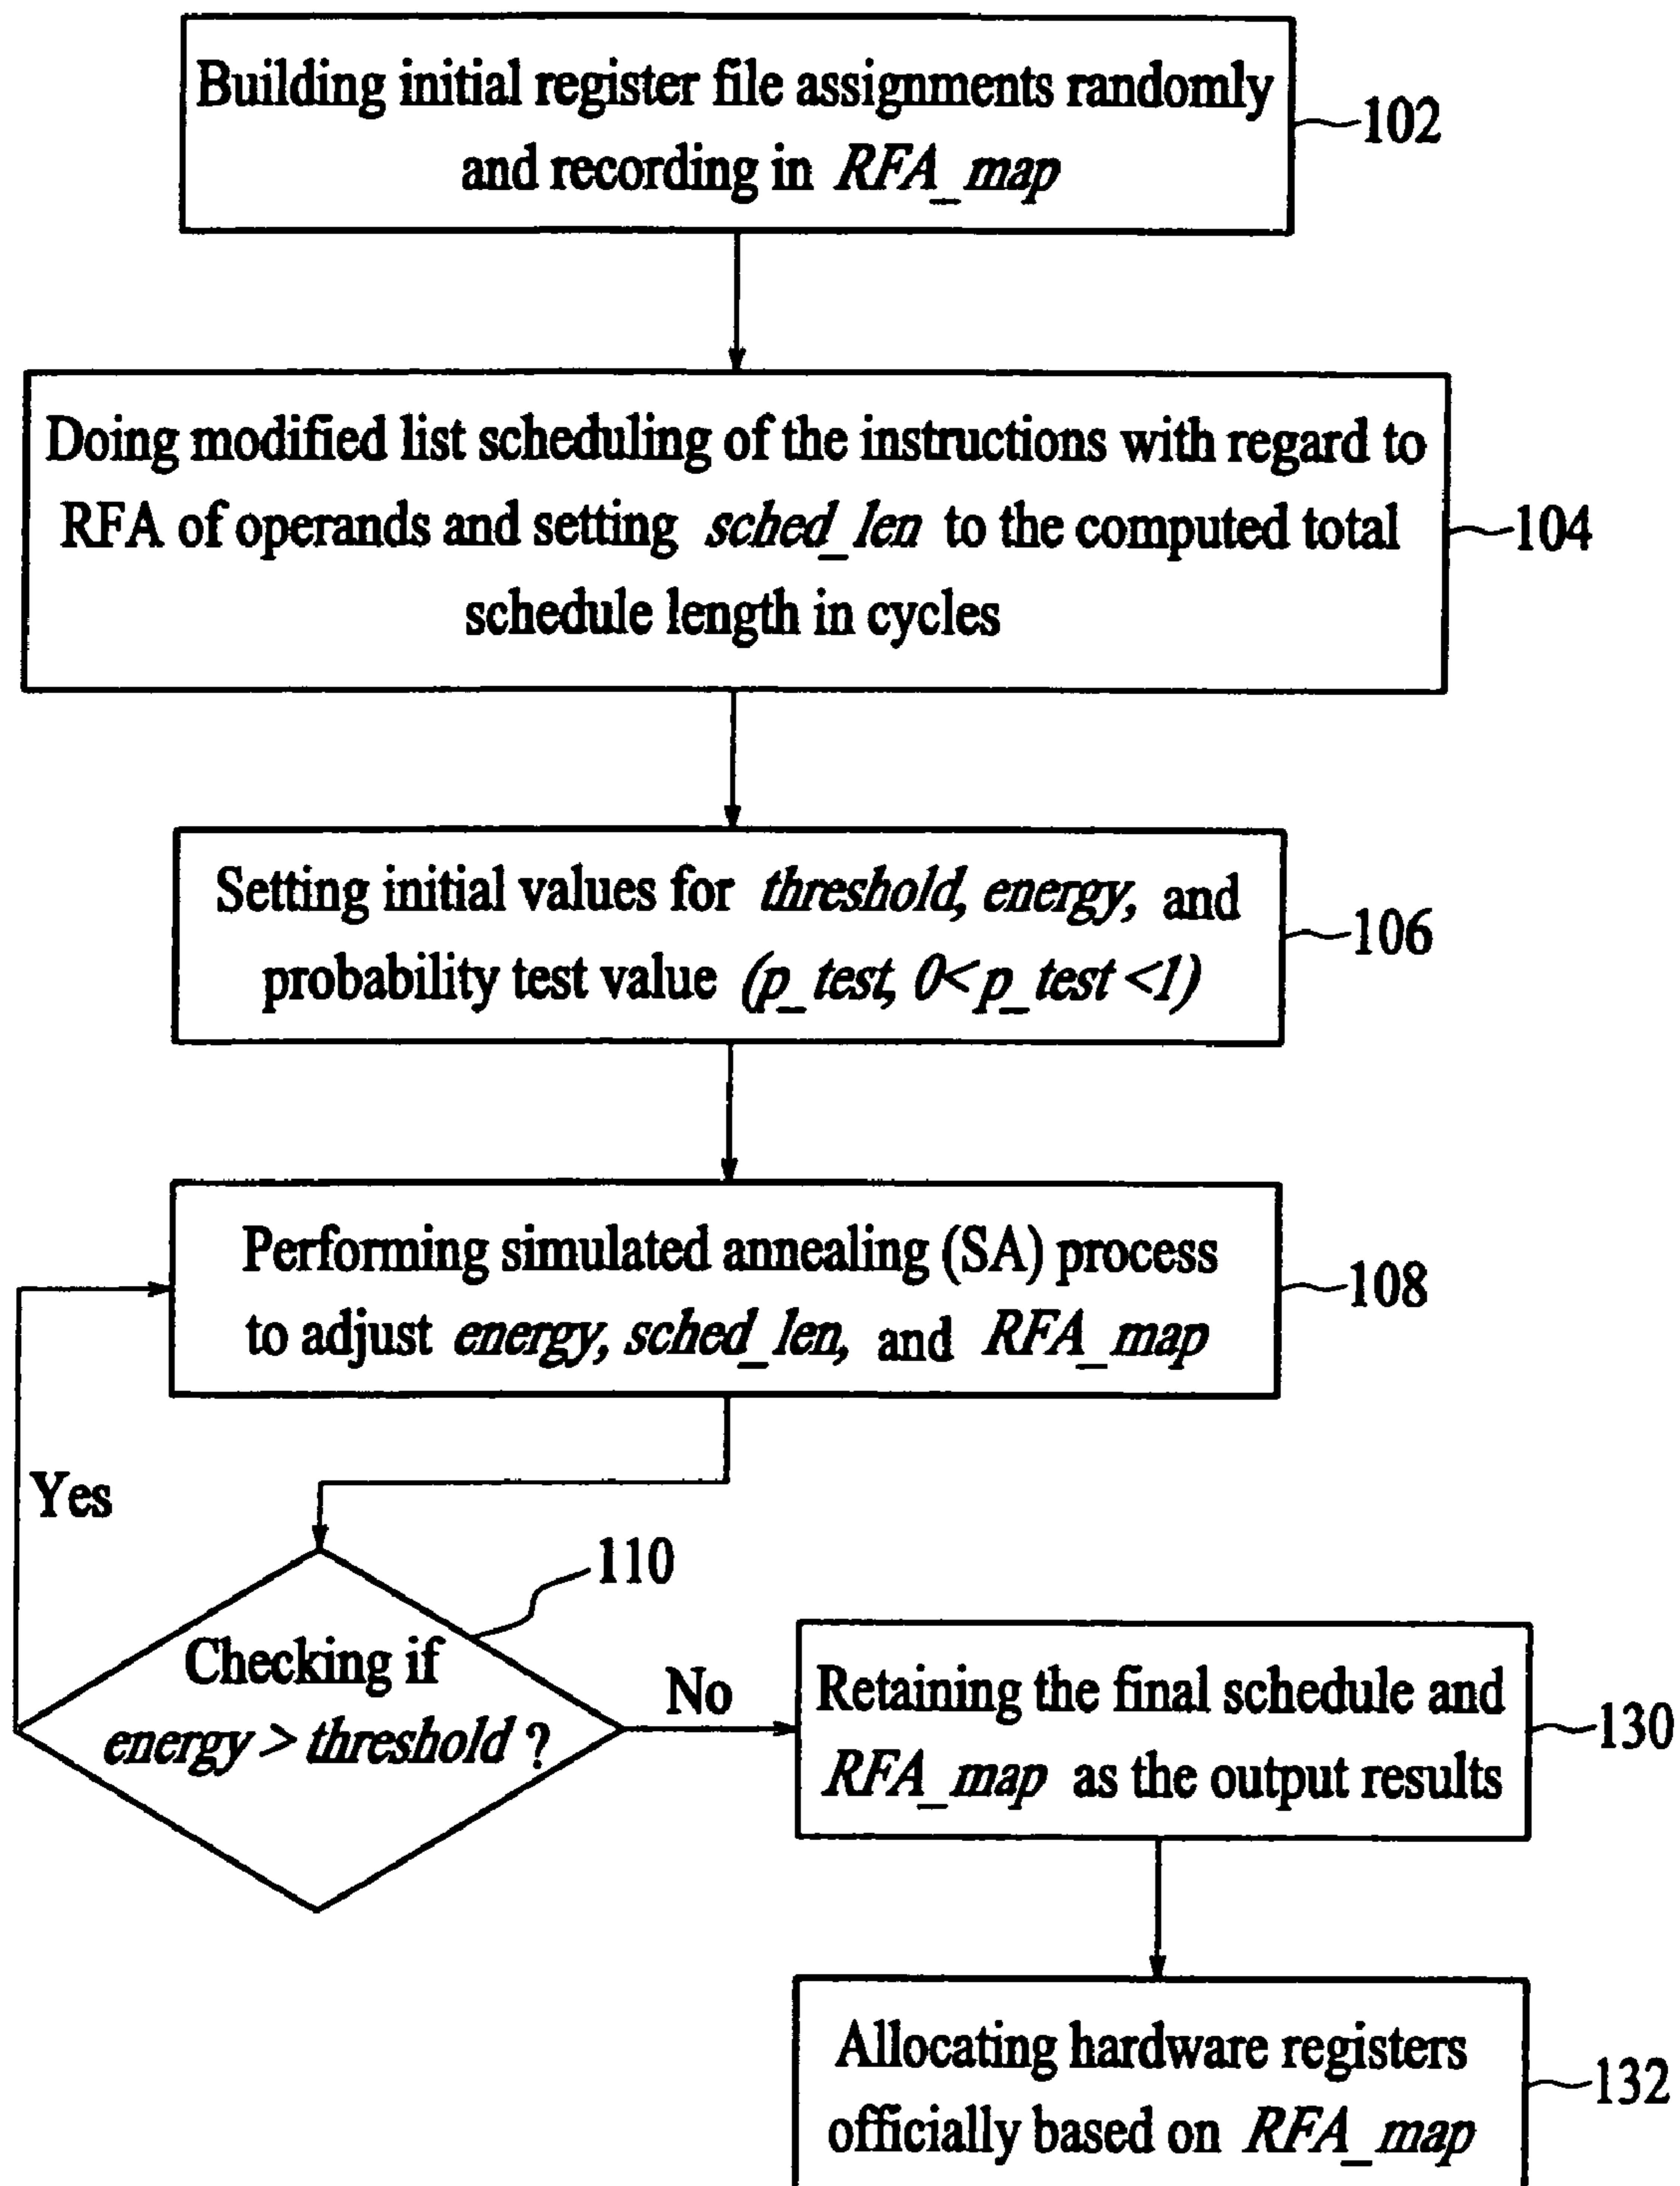 Building initial register file assignments randomly
and recording in RFA_map
102
Doing modified list scheduling of the instructions with regard to
RFA of operands and setting sched_len to the computed total
schedule length in cycles
104
Setting initial values for threshold, energy, and
probability test value (p_test, 0<p_test<1)
106
Performing simulated annealing (SA) process
to adjust energy, sched_len, and RFA_map
108
Yes
110
Checking if
energy > threshold ?
No
Retaining the final schedule and
RFA_map as the output results
130
Allocating hardware registers
officially based on RFA_map
132